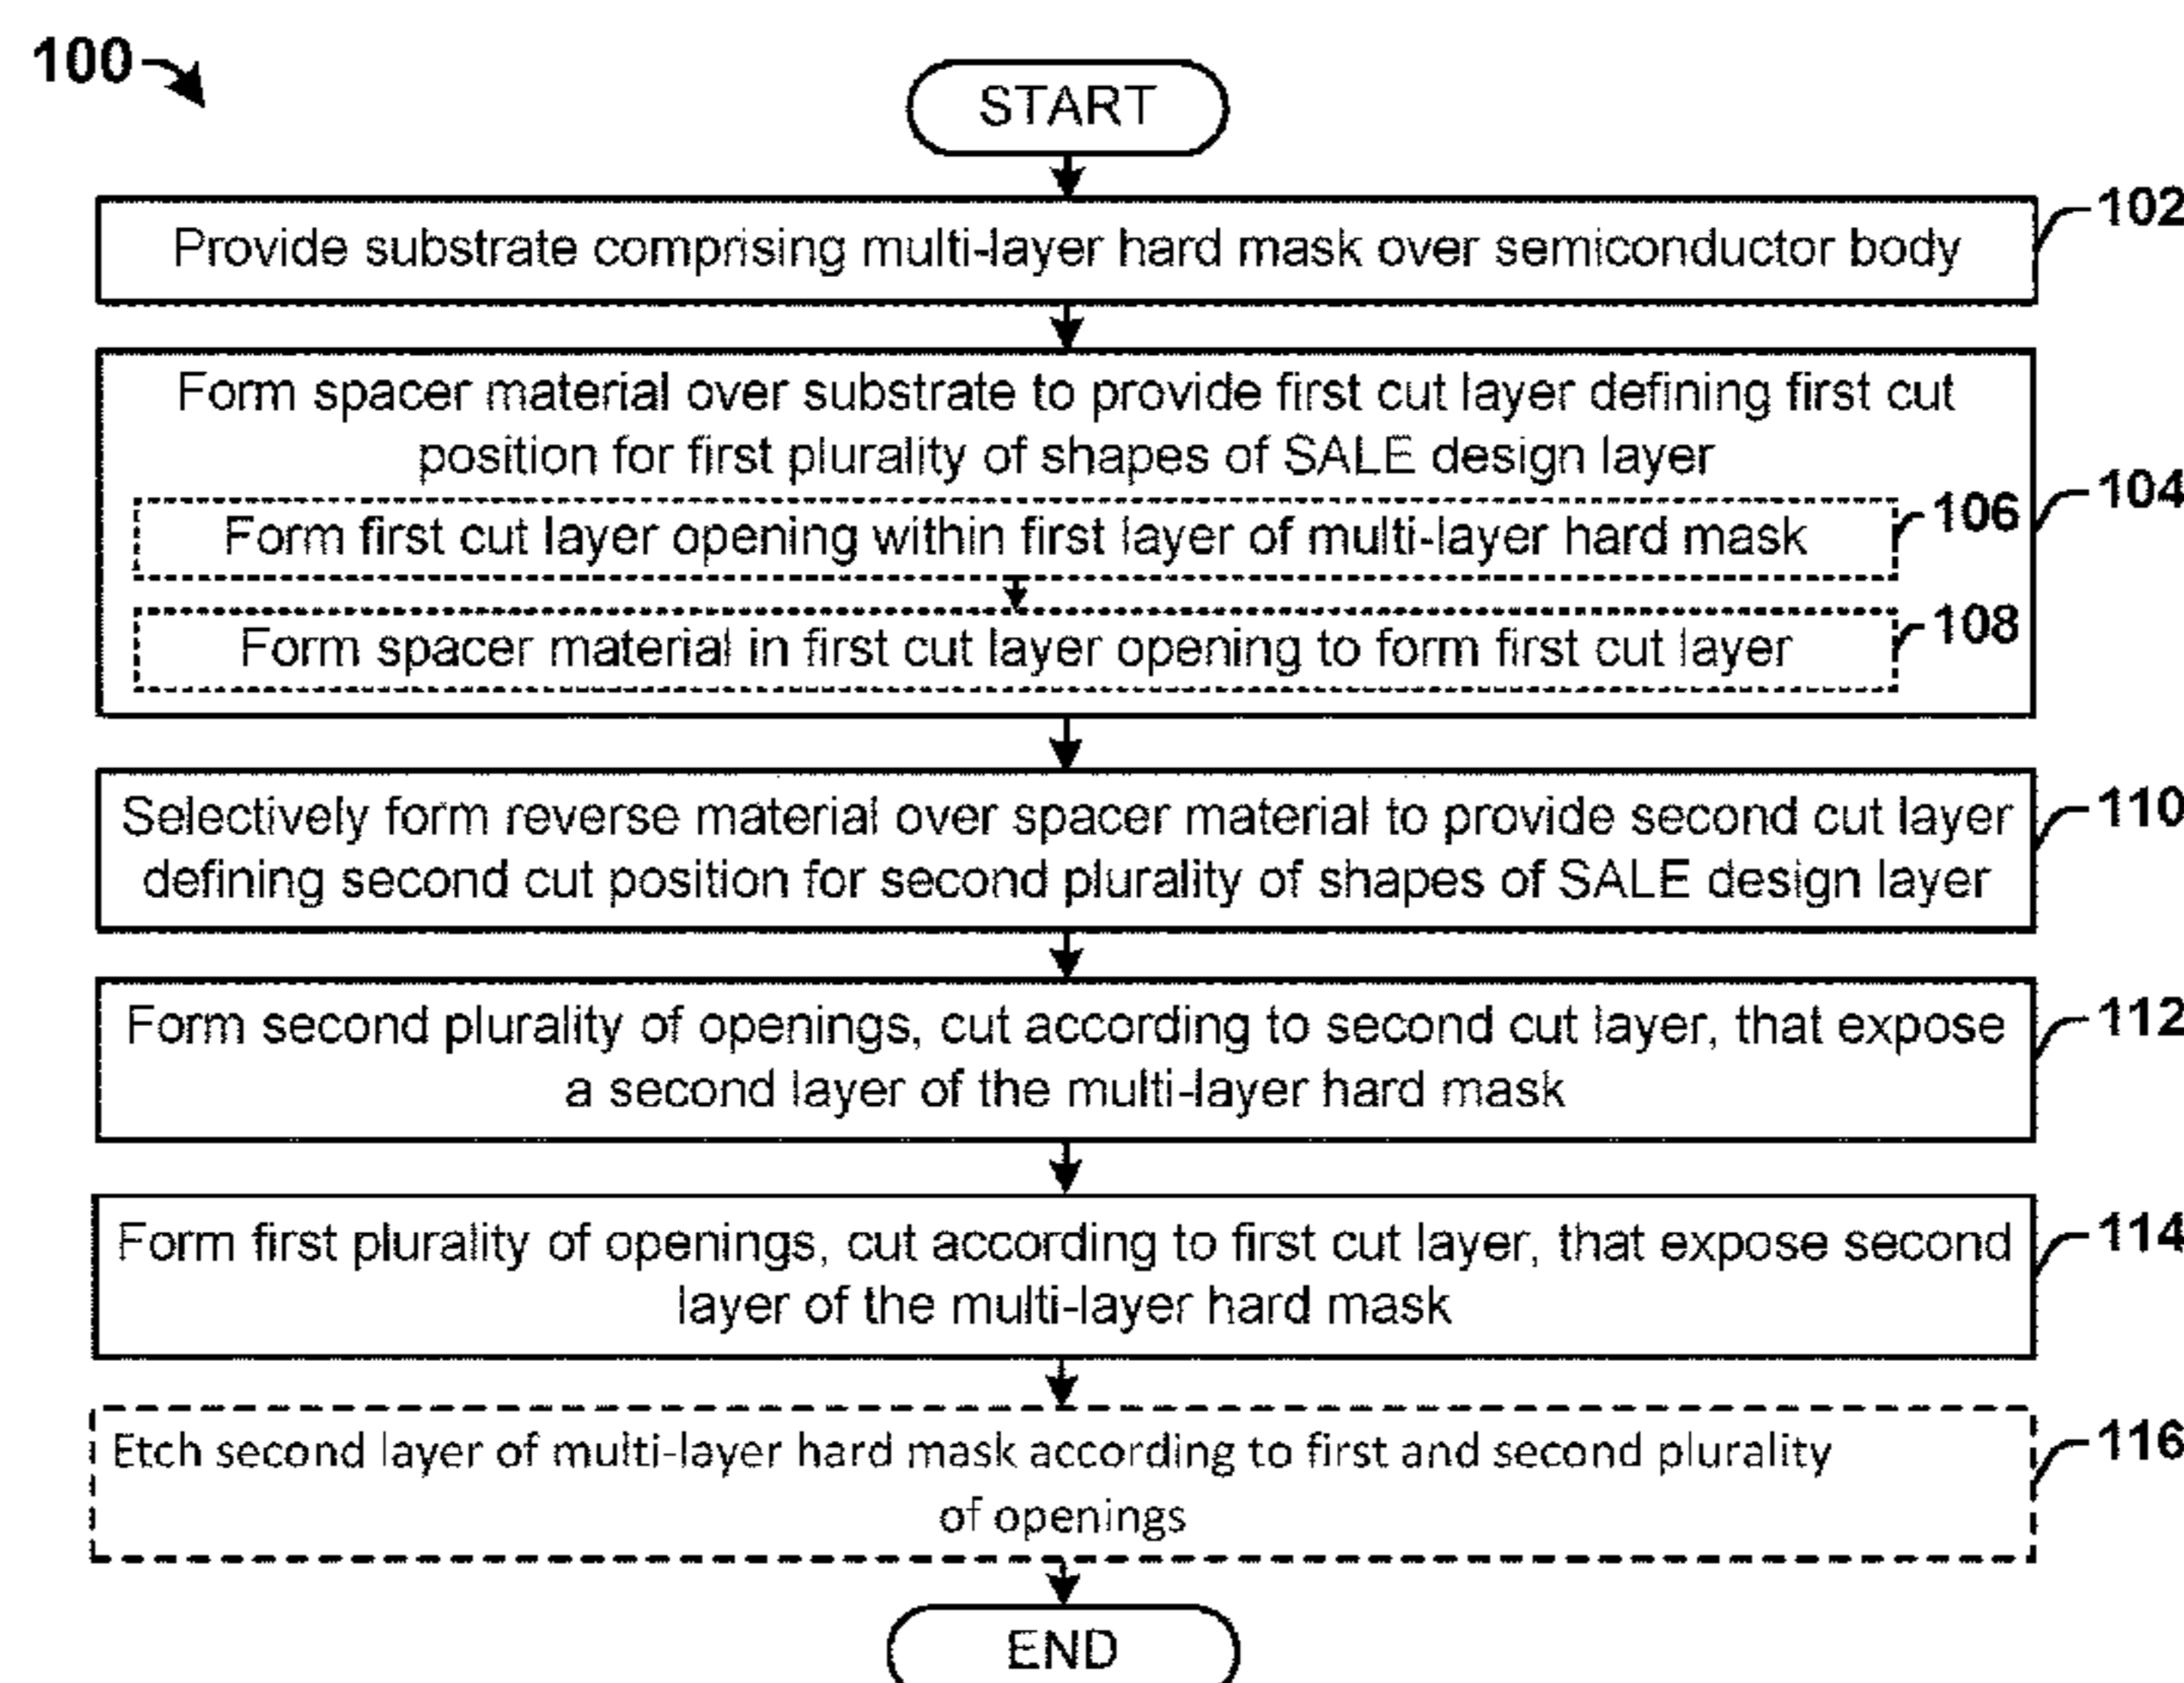 100
START
Provide substrate comprising multi-layer hard mask over semiconductor body
102
Form spacer material over substrate to provide first cut layer defining first cut
position for first plurality of shapes of SALE design layer
104
Form first cut layer opening within first layer of multi-layer hard mask
106
Form spacer material in first cut layer opening to form first cut layer
108
Selectively form reverse material over spacer material to provide second cut layer
defining second cut position for second plurality of shapes of SALE design layer
110
Form second plurality of openings, cut according to second cut layer, that expose
a second layer of the multi-layer hard mask
112
Form first plurality of openings, cut according to first cut layer, that expose second
layer of the multi-layer hard mask
114
Etch second layer of multi-layer hard mask according to first and second plurality
of openings
116
END